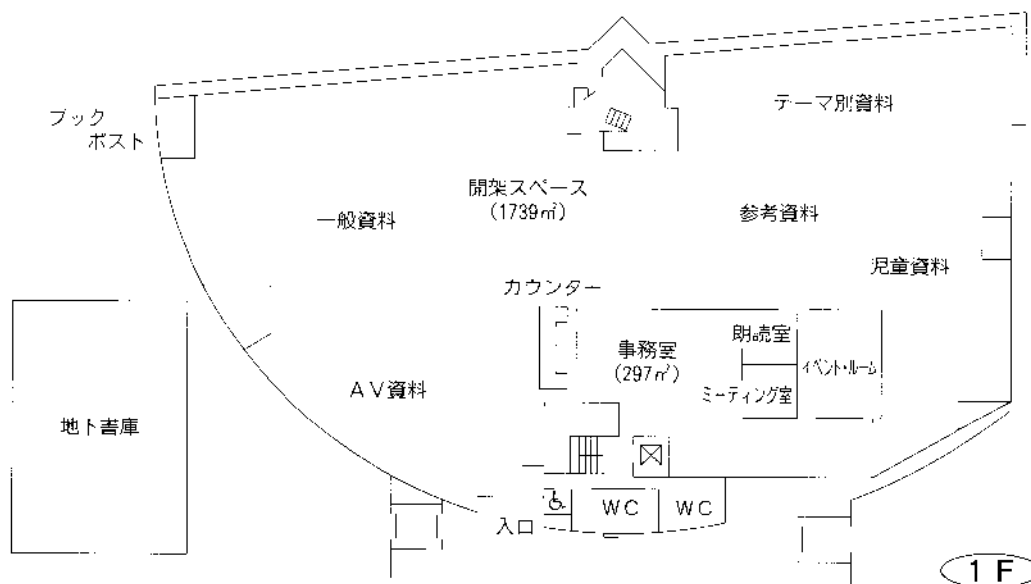 テーマ別資料
ブック
ポスト
開架スペース
(1739㎡)
一般資料
参考資料
児童資料
カウンター
朗読室
事務室
(297㎡)
イベント・ルーム
ミーティング室
AV資料
地下書庫
WC
WC
入口
1F